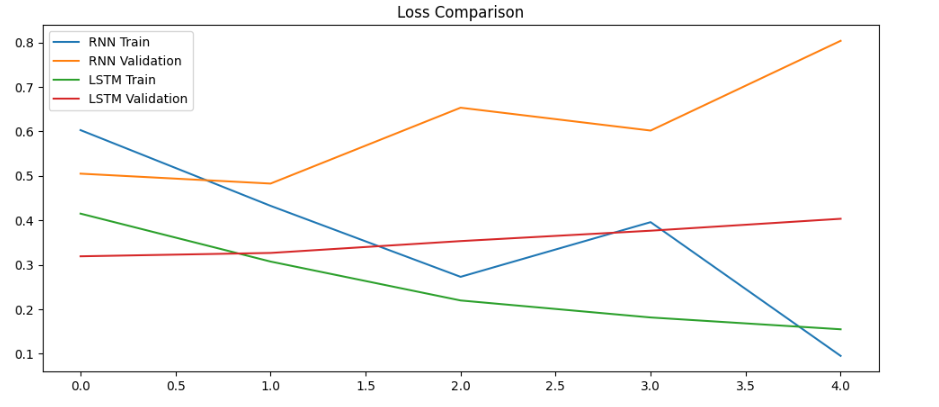 Loss Comparison
RNN Train
RNN Validation
LSTM Train
LSTM Validation
0.8
0.7
0.6
0.5
0.4
0.3
0.2
0.1
0.0 0.5 1.0 1.5 2.0 2.5 3.0 3.5 4.0